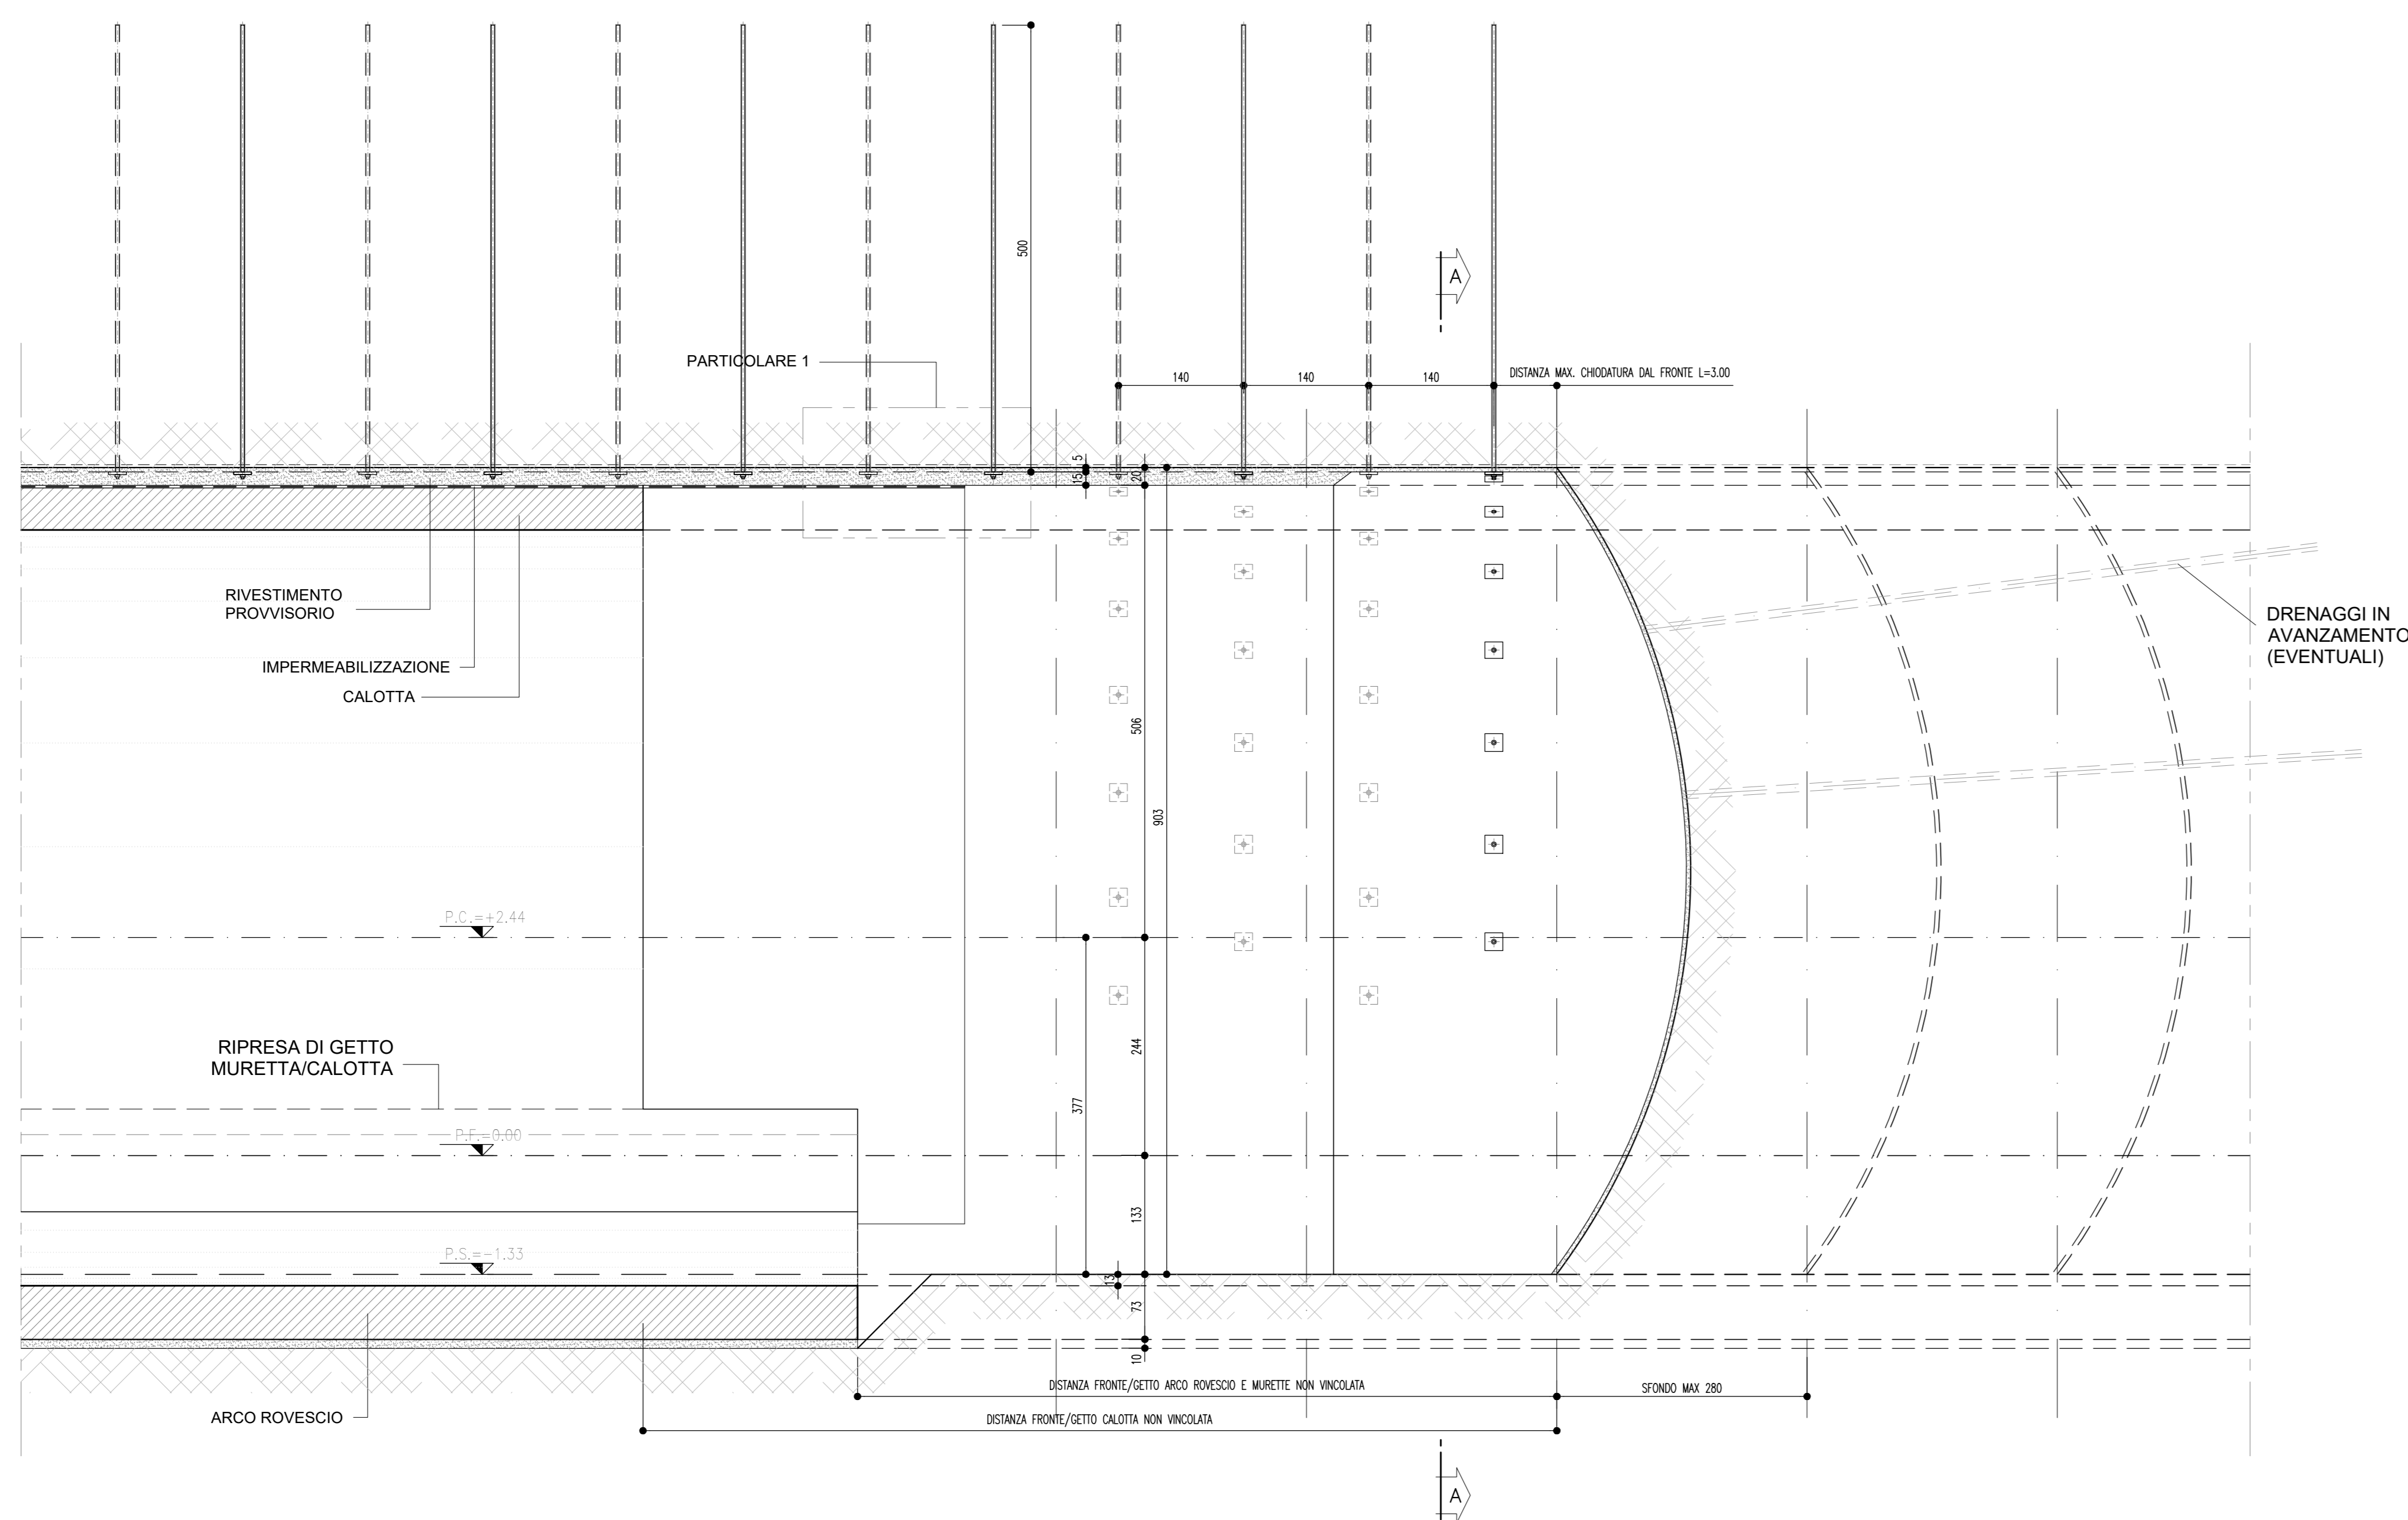 500
A
PARTICOLARE 1
140
140
140
DISTANZA MAX. CHIODATURA DAL FRONTE L=3.00
5
15
20
RIVESTIMENTO
PROVVISORIO
DRENAGGI IN
AVANZAMENTO
(EVENTUALI)
IMPERMEABILIZZAZIONE
CALOTTA
506
903
P.C.=+2.44
RIPRESA DI GETTO
MURETTA/CALOTTA
244
377
P.F.=0.00
133
P.S.=-1.33
13
73
10
DISTANZA FRONTE/GETTO ARCO ROVESCIO E MURETTE NON VINCOLATA
SFONDO MAX 280
ARCO ROVESCIO
DISTANZA FRONTE/GETTO CALOTTA NON VINCOLATA
A